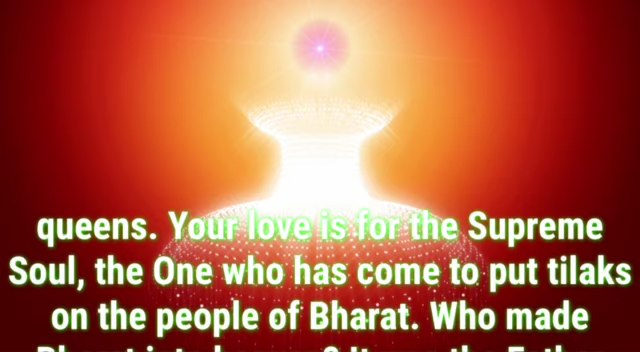 queens. Your love is for the Supreme
Soul, the One who has come to put tilaks
on the people of Bharat. Who made